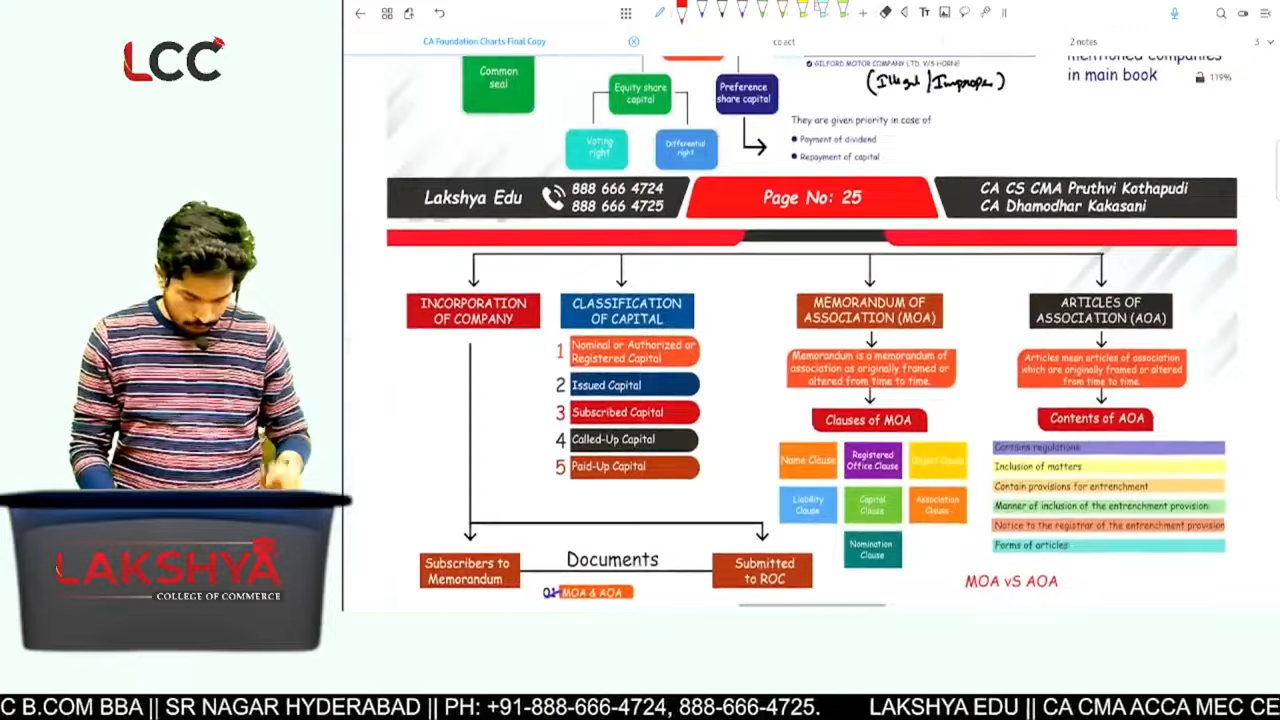 LCC
CA Foundation Charts Final Copy
co act
2 notes
3
Tт
119%
mentioned companies
in main book
GILFORD MOTOR COMPANY LTD. V/S HORNE
(Illegal / Improper)
Common
seal
Equity share
capital
Preference
share capital
Voting
right
Differential
right
They are given priority in case of
Payment of dividend
Repayment of capital
Lakshya Edu
888 666 4724
888 666 4725
Page No: 25
CA CS CMA Pruthvi Kothapudi
CA Dhamodhar Kakasani
INCORPORATION
OF COMPANY
CLASSIFICATION
OF CAPITAL
1 Nominal or Authorized or
Registered Capital
2 Issued Capital
3 Subscribed Capital
4 Called-Up Capital
5 Paid-Up Capital
MEMORANDUM OF
ASSOCIATION (MOA)
Memorandum is a memorandum of
association as originally framed or
altered from time to time.
Clauses of MOA
Name Clause
Registered
Office Clause
Object Clause
Liability
Clause
Capital
Clause
Association
Clause
Nomination
Clause
ARTICLES OF
ASSOCIATION (AOA)
Articles mean articles of association
which are originally framed or altered
from time to time.
Contents of AOA
Contains regulations
Inclusion of matters
Contain provisions for entrenchment
Manner of inclusion of the entrenchment provision:
Notice to the registrar of the entrenchment provision
Forms of articles:
MOA vS AOA
Subscribers to
Memorandum
Documents
Submitted
to ROC
01 MOA & AOA
LAKSHYA
COLLEGE OF COMMERCE
C B.COM BBA || SR NAGAR HYDERABAD || PH: +91-888-666-4724, 888-666-4725. LAKSHYA EDU || CA CMA ACCA MEC CE